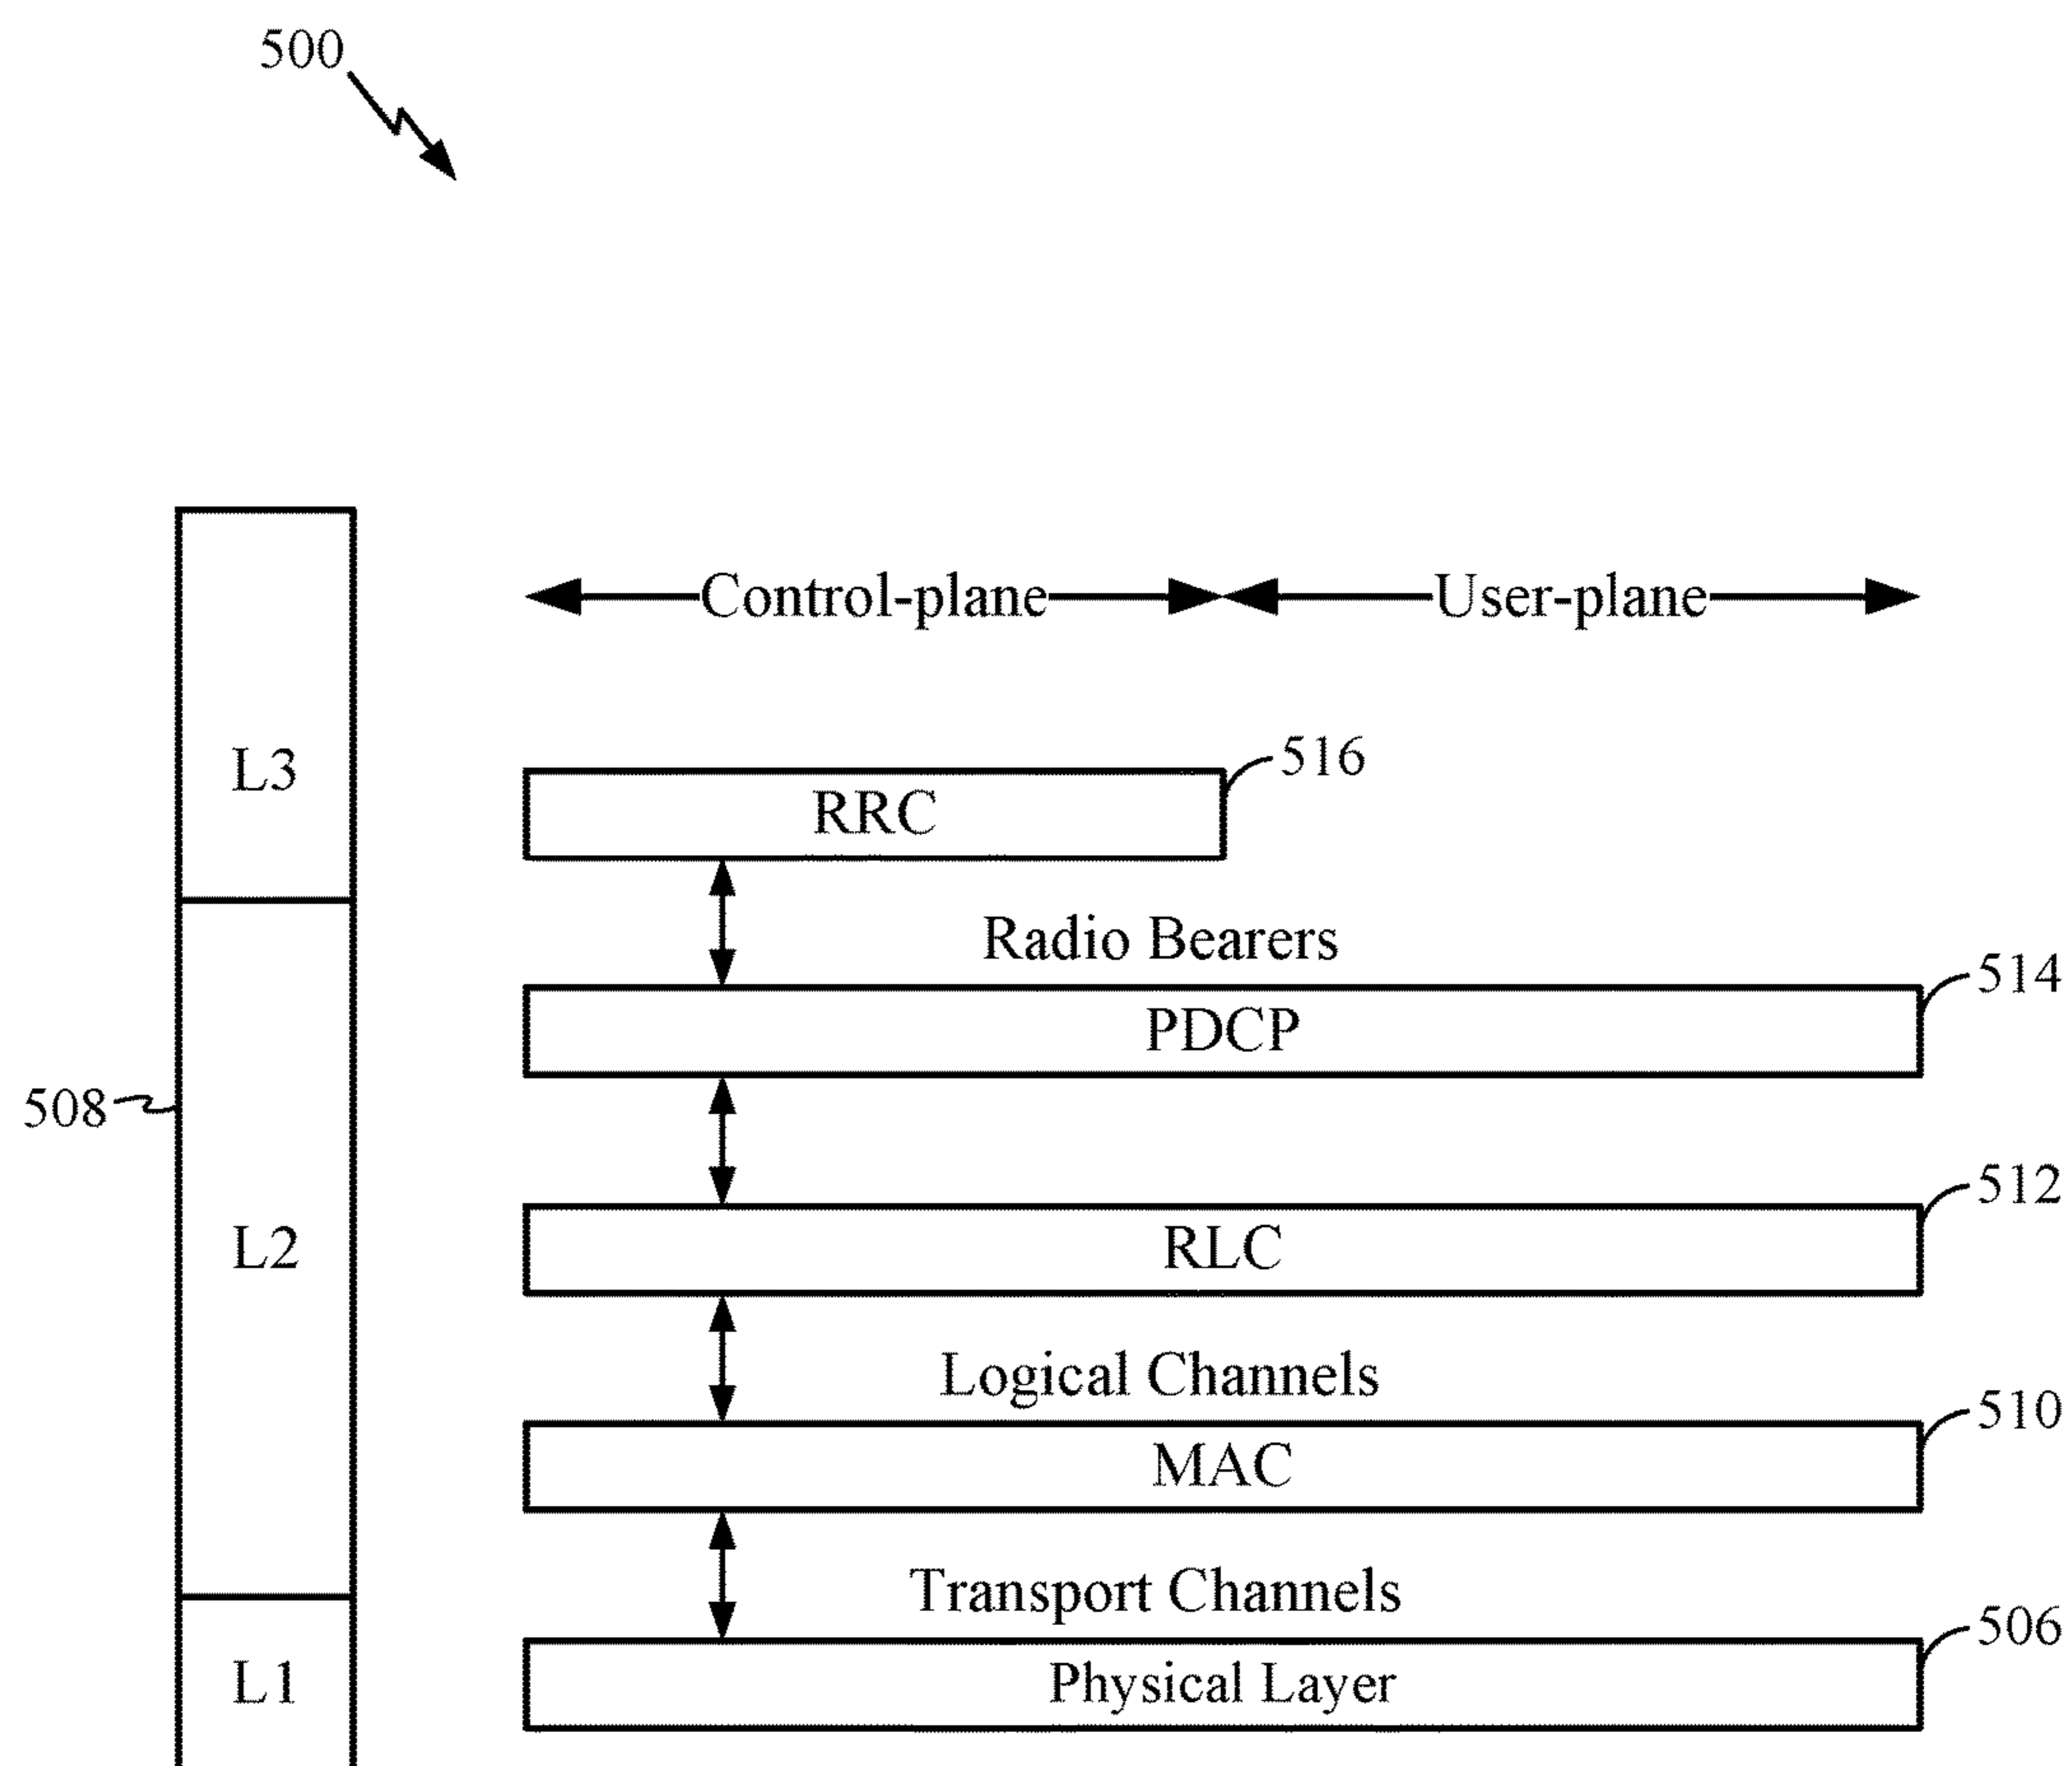 500
Control-plane User-plane
L3
516
RRC
Radio Bearers
514
PDCP
508
512
L2
RLC
Logical Channels
510
MAC
Transport Channels
506
L1
Physical Layer